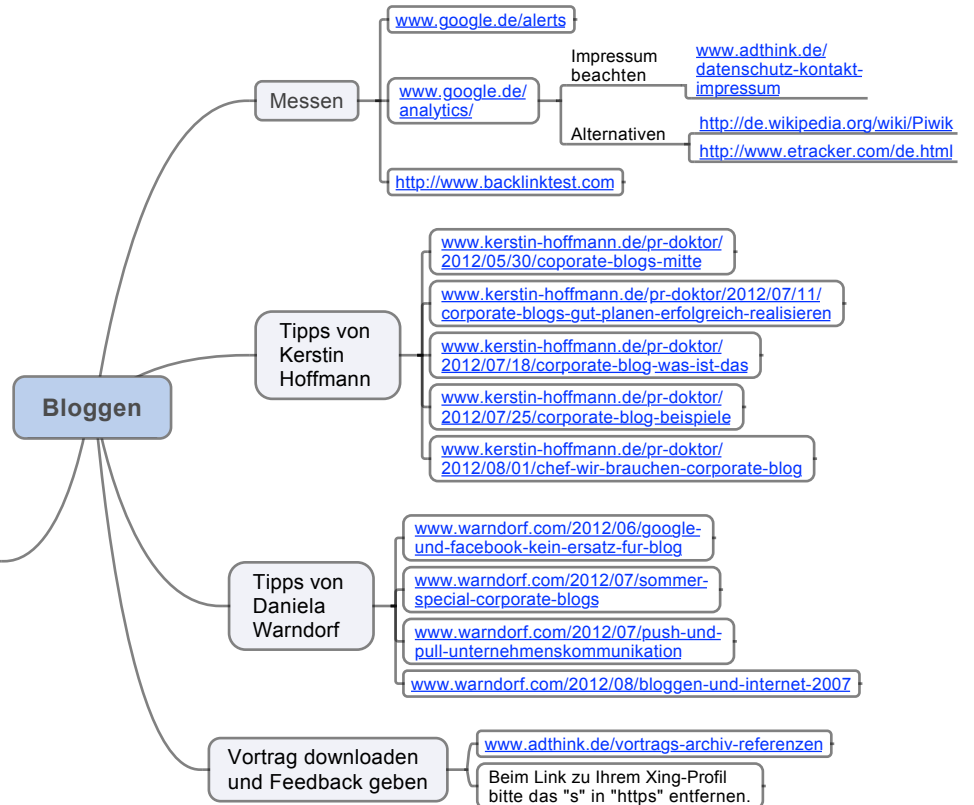 Bloggen
Messen
www.google.de/alerts
www.google.de/
analytics/
Impressum
beachten
www.adthink.de/
datenschutz-kontakt-
impressum
Alternativen
http://de.wikipedia.org/wiki/Piwik
http://www.etracker.com/de.html
http://www.backlinktest.com
Tipps von
Kerstin
Hoffmann
www.kerstin-hoffmann.de/pr-doktor/
2012/05/30/coporate-blogs-mitte
www.kerstin-hoffmann.de/pr-doktor/2012/07/11/
corporate-blogs-gut-planen-erfolgreich-realisieren
www.kerstin-hoffmann.de/pr-doktor/
2012/07/18/corporate-blog-was-ist-das
www.kerstin-hoffmann.de/pr-doktor/
2012/07/25/corporate-blog-beispiele
www.kerstin-hoffmann.de/pr-doktor/
2012/08/01/chef-wir-brauchen-corporate-blog
Tipps von
Daniela
Warndorf
www.warndorf.com/2012/06/google-
und-facebook-kein-ersatz-fur-blog
www.warndorf.com/2012/07/sommer-
special-corporate-blogs
www.warndorf.com/2012/07/push-und-
pull-unternehmenskommunikation
www.warndorf.com/2012/08/bloggen-und-internet-2007
Vortrag downloaden
und Feedback geben
www.adthink.de/vortrags-archiv-referenzen
Beim Link zu Ihrem Xing-Profil
bitte das "s" in "https" entfernen.